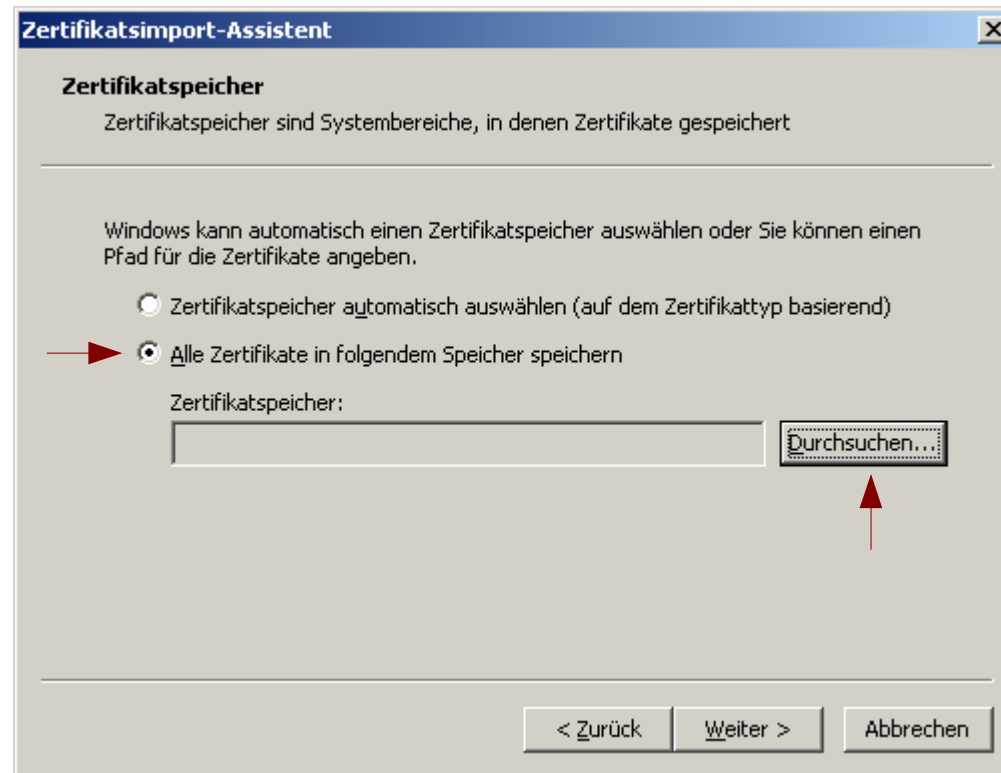 Zertifikatsimport-Assistent
Zertifikatspeicher
Zertifikatspeicher sind Systembereiche, in denen Zertifikate gespeichert
Windows kann automatisch einen Zertifikatspeicher auswählen oder Sie können einen
Pfad für die Zertifikate angeben.
Zertifikatspeicher automatisch auswählen (auf dem Zertifikattyp basierend)
Alle Zertifikate in folgendem Speicher speichern
Zertifikatspeicher:
Durchsuchen...
< Zurück
Weiter >
Abbrechen